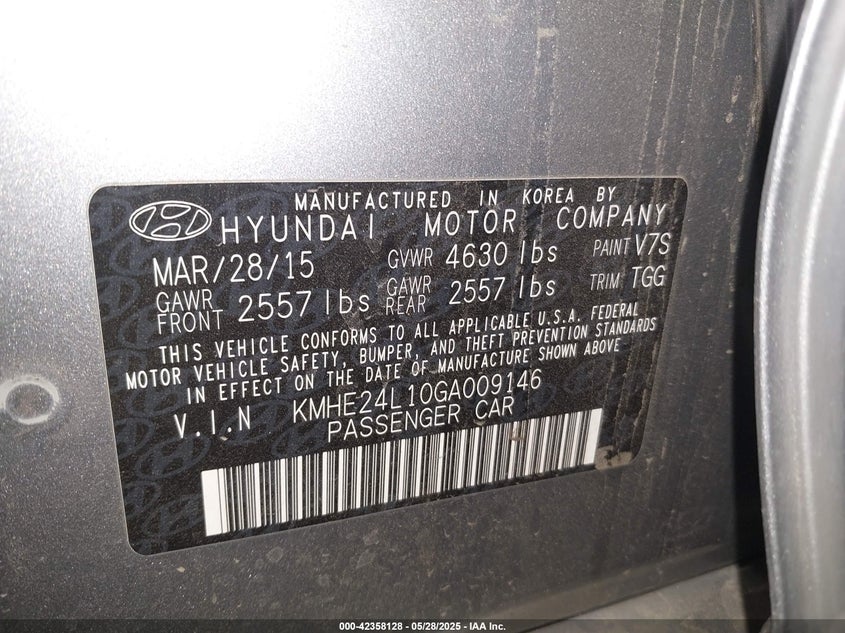 MANUFACTURED IN KOREA BY
HYUNDAI MOTOR COMPANY
MAR/28/15 GVWR 4630 lbs PAINT V7S
GAWR FRONT 2557 lbs GAWR REAR 2557 lbs TRIM TGG
THIS VEHICLE CONFORMS TO ALL APPLICABLE U.S.A. FEDERAL
MOTOR VEHICLE SAFETY, BUMPER, AND THEFT PREVENTION STANDARDS
IN EFFECT ON THE DATE OF MANUFACTURE SHOWN ABOVE
V.I.N KMHE24L10GA009146
PASSENGER CAR
000-42358128 - 05/28/2025 - IAA Inc.